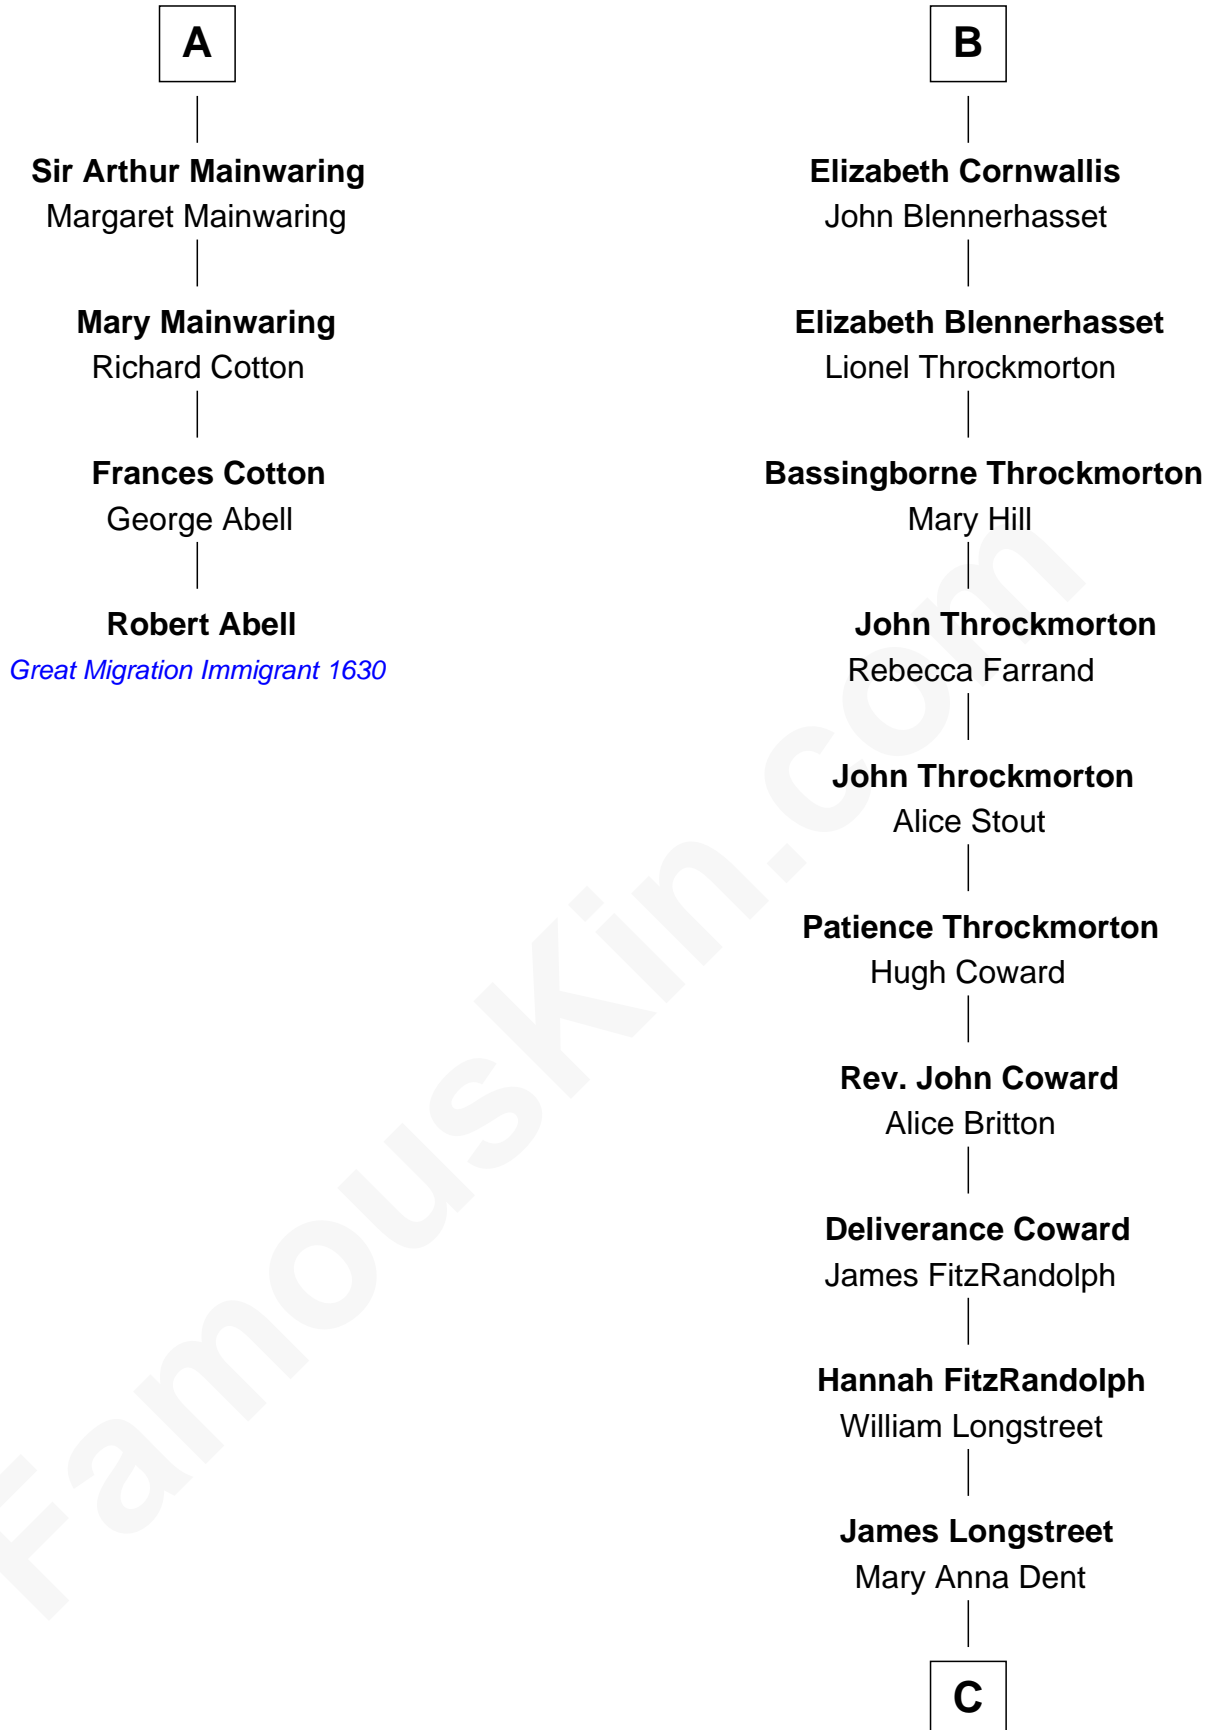 A
Sir Arthur Mainwaring
Margaret Mainwaring
Mary Mainwaring
Richard Cotton
Frances Cotton
George Abell
Robert Abell
Great Migration Immigrant 1630
B
Elizabeth Cornwallis
John Blennerhasset
Elizabeth Blennerhasset
Lionel Throckmorton
Bassingborne Throckmorton
Mary Hill
John Throckmorton
Rebecca Farrand
John Throckmorton
Alice Stout
Patience Throckmorton
Hugh Coward
Rev. John Coward
Alice Britton
Deliverance Coward
James FitzRandolph
Hannah FitzRandolph
William Longstreet
James Longstreet
Mary Anna Dent
C
FamousKin.com